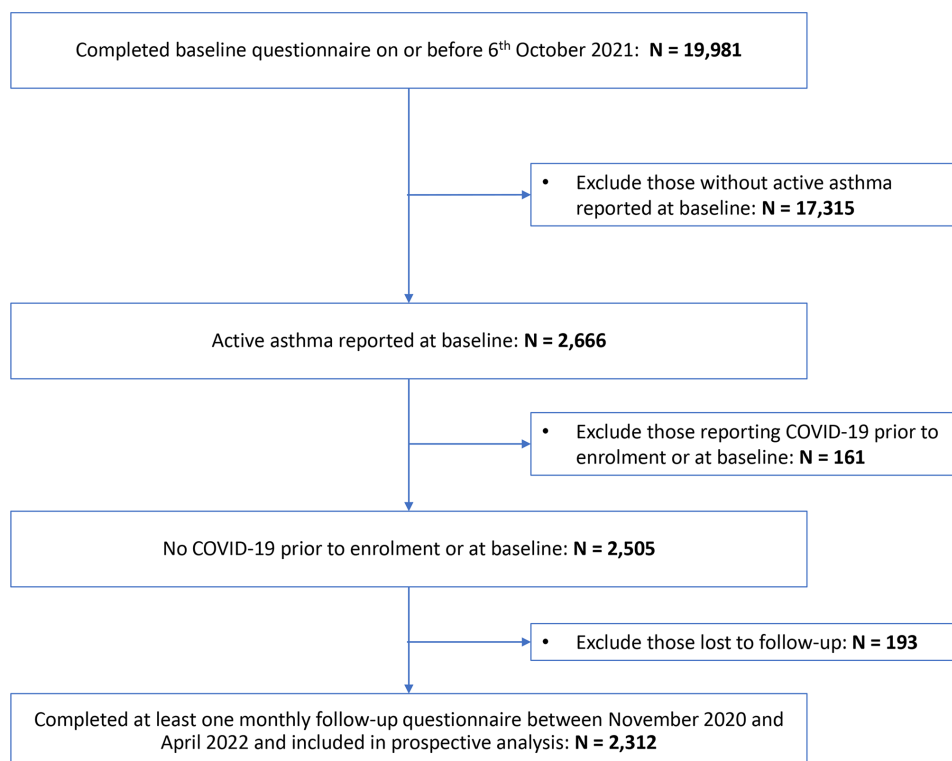 Completed baseline questionnaire on or before 6th October 2021: N = 19,981
• Exclude those without active asthma
reported at baseline: N = 17,315
Active asthma reported at baseline: N = 2,666
• Exclude those reporting COVID-19 prior to
enrolment or at baseline: N = 161
No COVID-19 prior to enrolment or at baseline: N = 2,505
• Exclude those lost to follow-up: N = 193
Completed at least one monthly follow-up questionnaire between November 2020 and
April 2022 and included in prospective analysis: N = 2,312